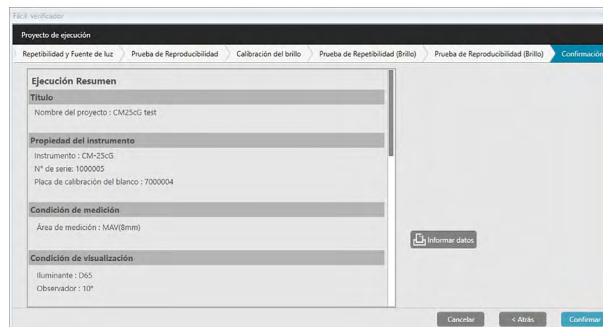 Fácil verificador
Proyecto de ejecución
Repetibilidad y Fuente de luz
Prueba de Reproducibilidad
Calibración del brillo
Prueba de Repetibilidad (Brillo)
Prueba de Reproducibilidad (Brillo)
Confirmación
Ejecución Resumen
Título
Nombre del proyecto : CM25cG test
Propiedad del instrumento
Instrumento : CM-25cG
N° de serie: 1000005
Placa de calibración del blanco : 7000004
Condición de medición
Área de medición : MAV(8mm)
Informar datos
Condición de visualización
Iluminante : D65
Observador : 10°
Cancelar
< Atrás
Confirmar